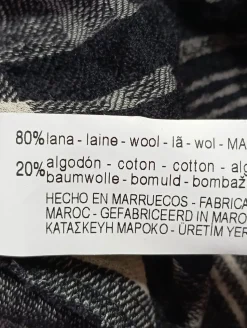 80% lana - laine - wool - lã - wol - MA
20% algodón - coton - cotton - alg
baumwolle - bomuld - bombaž
HECHO EN MARRUECOS - FABRICA
MAROC - GEFABRICEERD IN MARO
ΚΑΤΑΣΚΕΥΗ ΜΑΡΟΚΟ - ÜRETİM YER